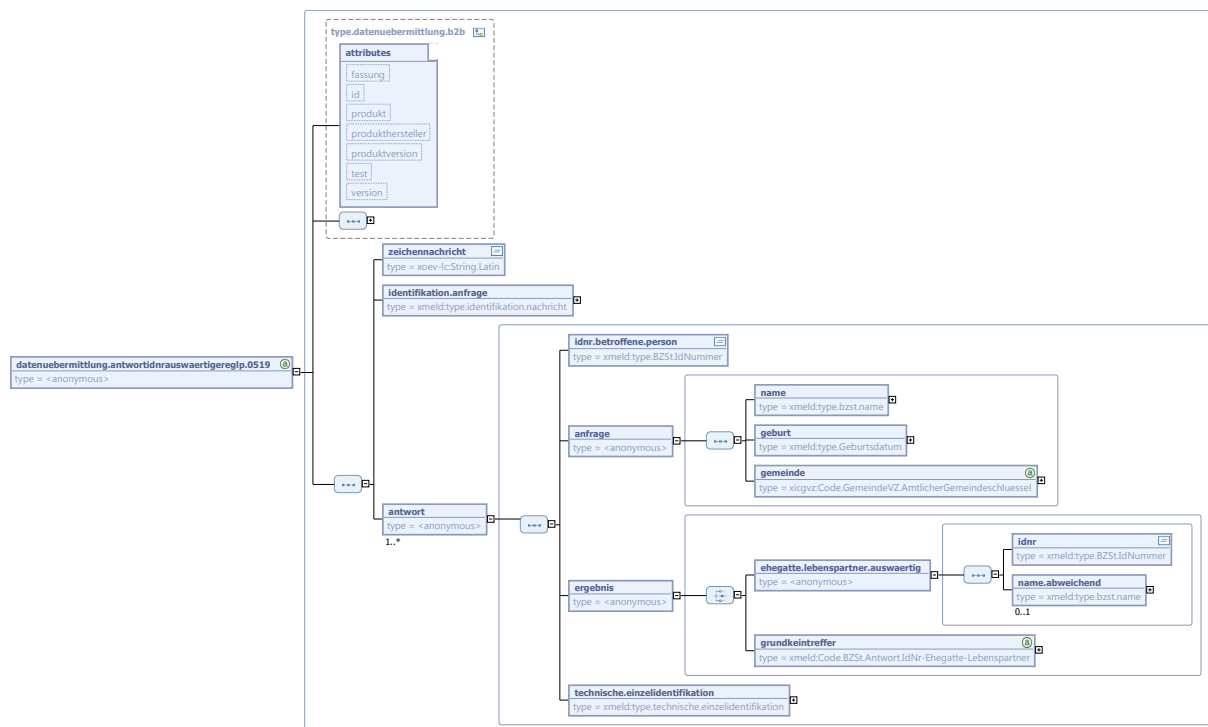 type.datenuebermittlung.b2b
attributes
fassung
id
produkt
produkthersteller
produktversion
test
version
zeichennachricht
type = xoev-lc:String.Latin
identifikation.anfrage
type = xmeld:type.identifikation.nachricht
datenuebermittlung.antwortidnrauswaertigereglp.0519
type = <anonymous>
antwort
type = <anonymous>
1..*
idnr.betroffene.person
type = xmeld:type.BZSt.IdNummer
anfrage
type = <anonymous>
name
type = xmeld:type.bzst.name
geburt
type = xmeld:type.Geburtsdatum
gemeinde
type = xicgvz:Code.GemeindeVZ.AmtlicherGemeindeschluessel
ergebnis
type = <anonymous>
ehegatte.lebenspartner.auswaertig
type = <anonymous>
idnr
type = xmeld:type.BZSt.IdNummer
name.abweichend
type = xmeld:type.bzst.name
0..1
grundkeintreffer
type = xmeld:Code.BZSt.Antwort.IdNr-Ehegatte-Lebenspartner
technische.einzelidentifikation
type = xmeld:type.technische.einzelidentifikation